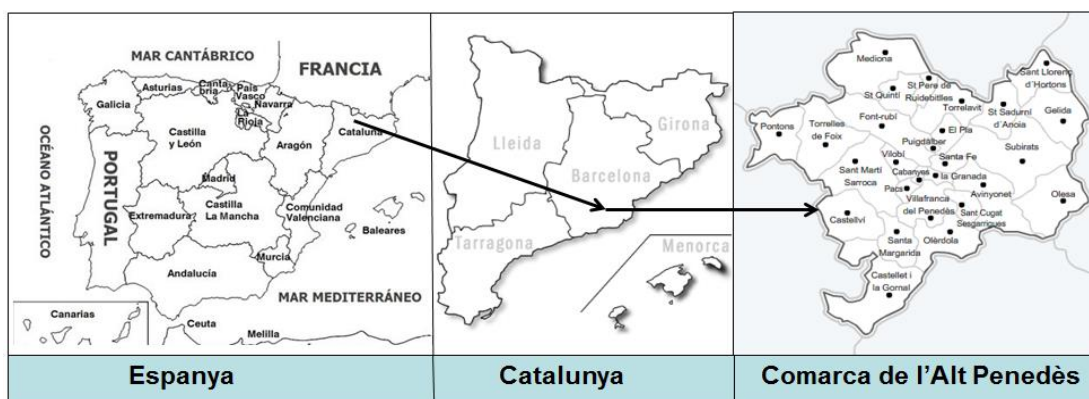 MAR CANTÁBRICO
FRANCIA
Asturias
Canta
bria
País
Vasco
Navarra
Galicia
La
Rioja
Castilla
y León
Aragón
Cataluna
OCÉANO ATLÁNTICO
PORTUGAL
Madrid
Extremadura
Castilla
La Mancha
Comunidad
Valenciana
Baleares
Murcia
Andalucía
MAR MEDITERRÁNEO
Canarias
Ceuta
Melilla
Espanya
Lleida
Girona
Barcelona
Tarragona
Menorca
Catalunya
Mediona
Sant Llorenç
d´Hortons
St Quintí
St Pere de
Ruidebitlles
Torrelavit
St Sadurní
d´Anoia
Gelida
Pontons
Torrelles
de Foix
Font-rubí
El Pla
Puigdàlber
Subirats
Sant Martí
Sarroca
Vilobí
Santa Fe
Cabanyes
la Granada
Pacs
Avinyonet
Olesa
Castellví
Villafranca
del Penedès
Sant Cugat
Sesgarrigues
Santa
Margarida
Olèrdola
Castellet i
la Gornal
Comarca de l’Alt Penedès